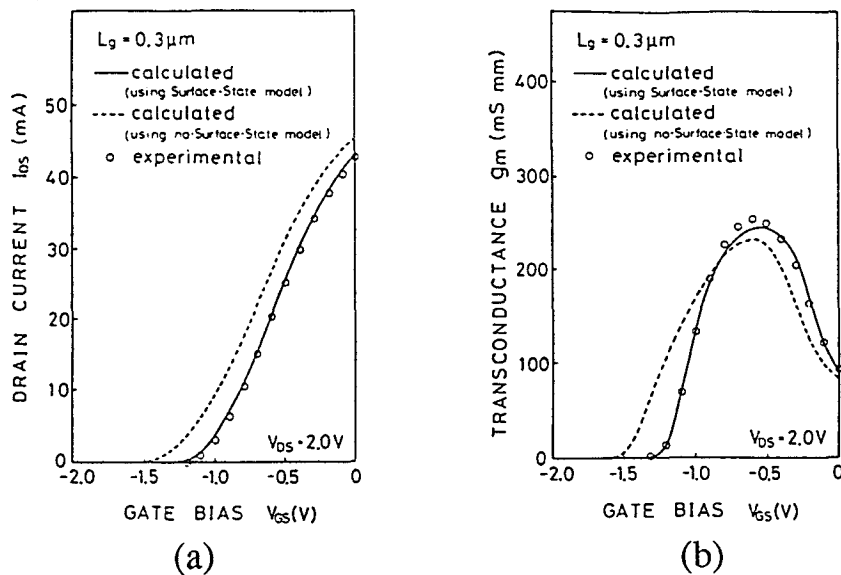 Lg = 0.3μm
calculated
(using Surface-State model)
calculated
(using no-Surface-State model)
experimental
DRAIN CURRENT IDS (mA)
50
40
30
20
10
0
-2.0
-1.5
-1.0
-0.5
0
VDS = 2.0V
GATE BIAS VGS(V)
(a)
Lg = 0.3μm
calculated
(using Surface-State model)
calculated
(using no-Surface-State model)
experimental
TRANSCONDUCTANCE gm (mS mm)
400
300
200
100
0
-2.0
-1.5
-1.0
-0.5
0
VDS = 2.0V
GATE BIAS VGS(V)
(b)